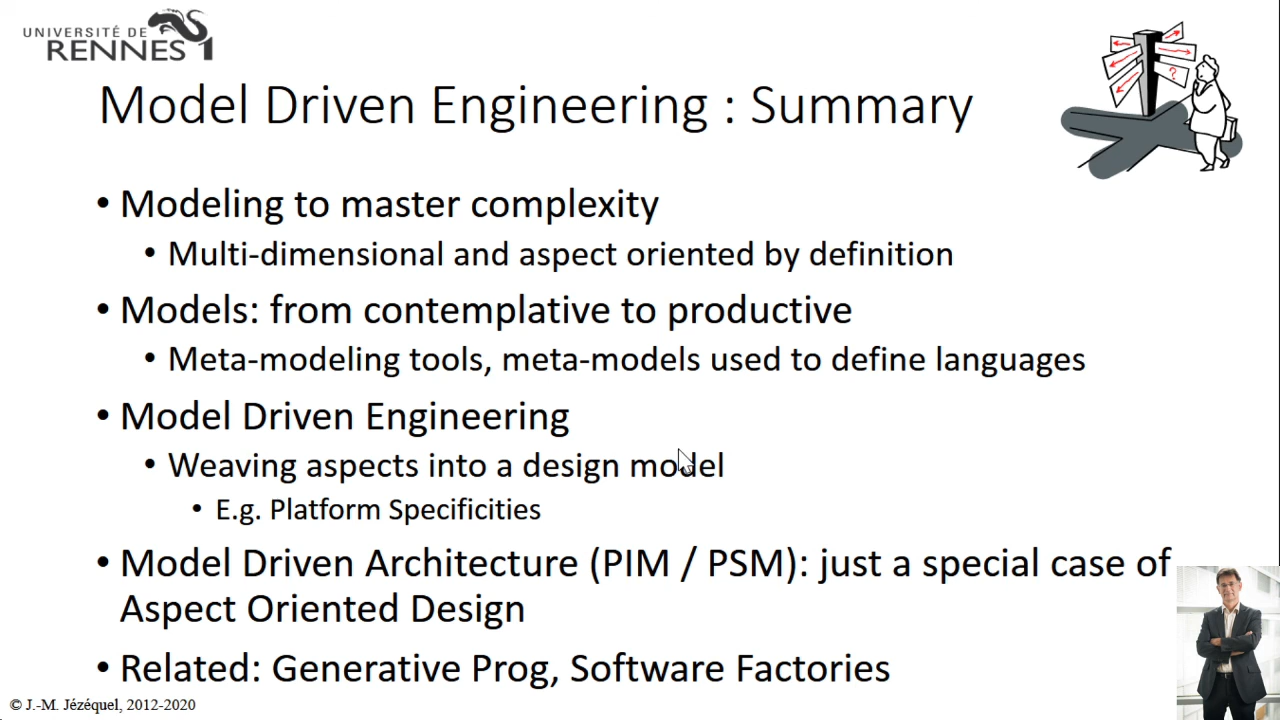 UNIVERSITÉ DE
RENNES 1
Model Driven Engineering : Summary
• Modeling to master complexity
• Multi-dimensional and aspect oriented by definition
• Models: from contemplative to productive
• Meta-modeling tools, meta-models used to define languages
• Model Driven Engineering
• Weaving aspects into a design model
• E.g. Platform Specificities
• Model Driven Architecture (PIM / PSM): just a special case of
Aspect Oriented Design
• Related: Generative Prog, Software Factories
© J.-M. Jézéquel, 2012-2020
?